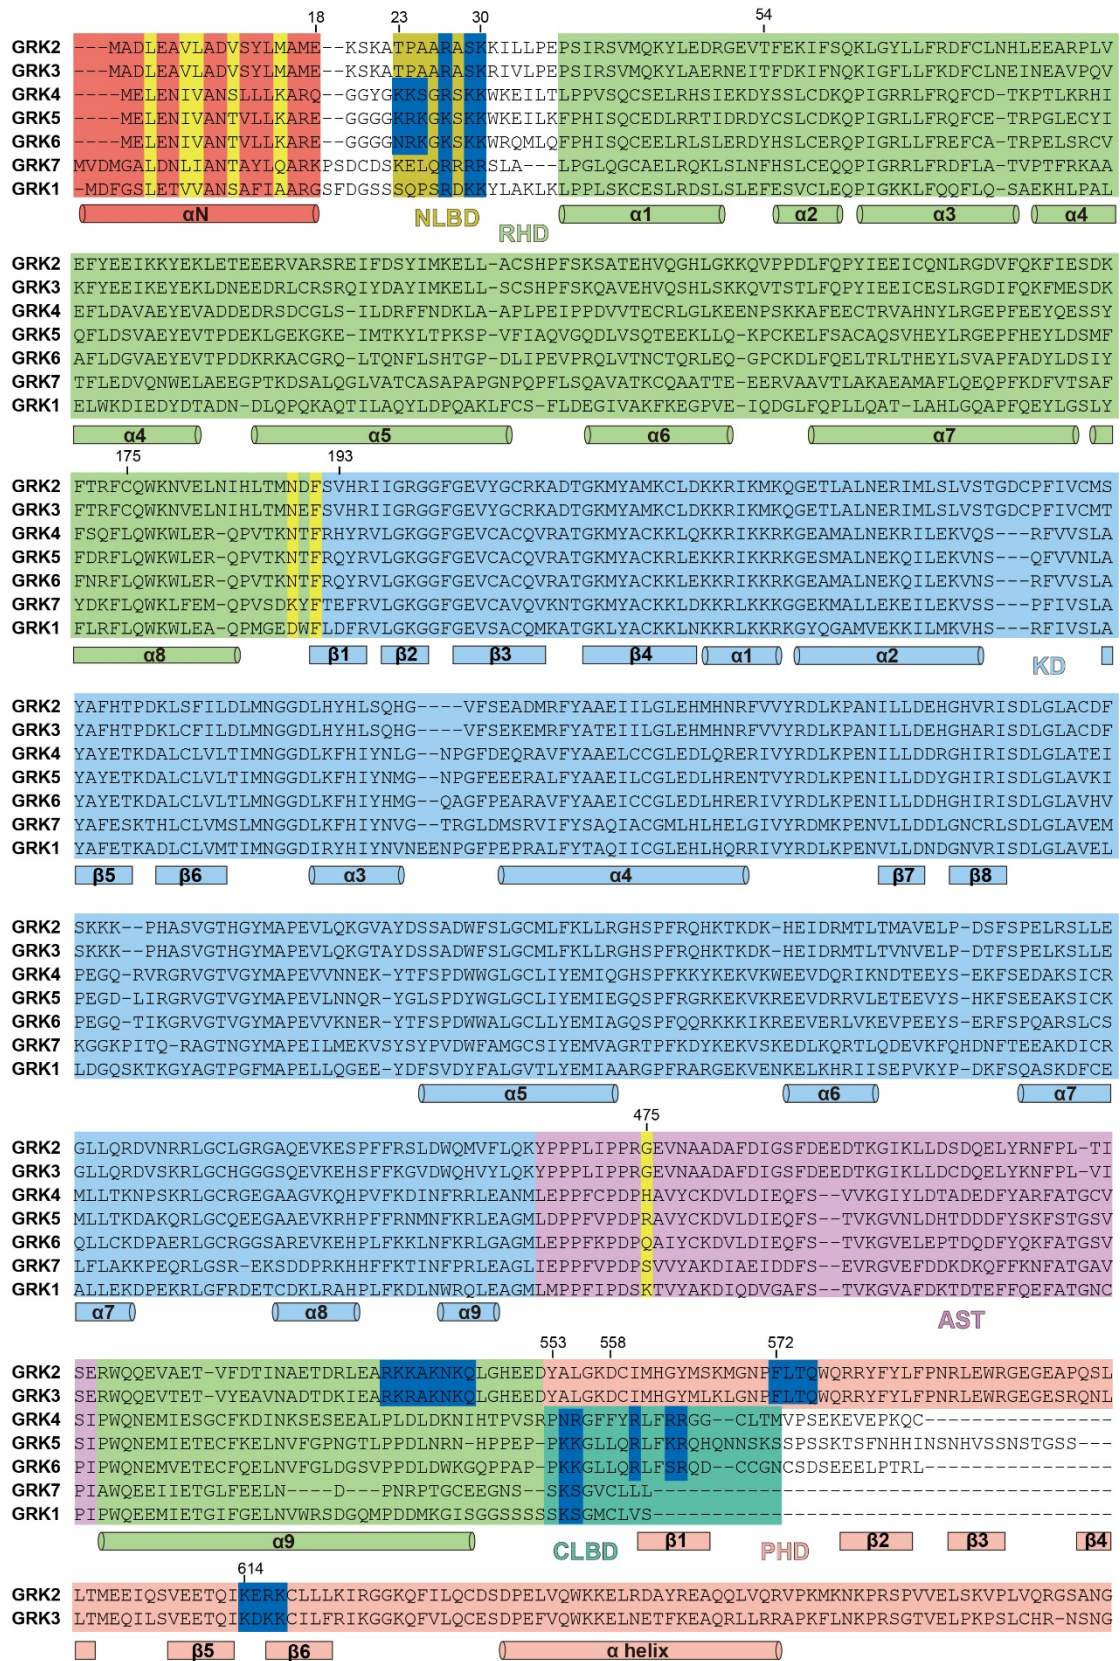 18 23 30 54
GRK2 ---MADLEAVLADVSYLMAME--KSKATPAARASKKILLPEPSIRSVMQKYLEDRGEVTFEKIFSQKLGYLLFRDFCLNHLEEARPLV
GRK3 ---MADLEAVLADVSYLMAME--KSKATPAARASKRIVLPEPSIRSVMQKYLAERNEITFDKIFNQKIGFLLFKDFCLNEINEAVPQV
GRK4 ----MELENIVANSLLLKARQ--GGYGKKSGRSKKWKEILTLPPVSQCSELRHSIEKDYSSLCDKQPIGRRLFRQFCD-TKPTLKRHI
GRK5 ----MELENIVANTVLLKARE--GGGGKRKGKSKKWKEILKFPHISQCEDLRRTIDRDYCSLCDKQPIGRLLFRQFCE-TRPGLECYI
GRK6 ----MELENIVANTVLLKARE--GGGGNRKGKSKKWRQMLQFPHISQCEELRLSLERDYHSLCERQPIGRLLFREFCA-TRPELSRCV
GRK7 MVDMGALDNLIANTAYLQARKPSDCDSKELQRRRRSLA---LPGLQGCAELRQKLSLNFHSLCEQQPIGRRLFRDFLA-TVPTFRKAA
GRK1 -MDFGSLETVVANSAFIAARGSFDGSSSQPSRDKKYLAKLKLPPLSKCESLRDSLSLEFESVCLEQPIGKKLFQQFLQ-SAEKHLPAL
αN NLBD RHD α1 α2 α3 α4
GRK2 EFYEEIKKYEKLETEEERVARSREIFDSYIMKELL-ACSHPFSKSATEHVQGHLGKKQVPPDLFQPYIEEICQNLRGDVFQKFIESDK
GRK3 KFYEEIKEYEKLDNEEDRLCRSRQIYDAYIMKELL-SCSHPFSKQAVEHVQSHLSKKQVTSTLFQPYIEEICESLRGDIFQKFMESDK
GRK4 EFLDAVAEYEVADDEDRSDCGLS-ILDRFFNDKLA-APLPEIPPDVVTECRLGLKEENPSKKAFEECTRVAHNYLRGEPFEEYQESSY
GRK5 QFLDSVAEYEVTPDEKLGEKGKE-IMTKYLTPKSP-VFIAQVGQDLVSQTEEKLLQ-KPCKELFSACAQSVHEYLRGEPFHEYLDSMF
GRK6 AFLDGVAEYEVTPDDKRKACGRQ-LTQNFLSHTGP-DLIPEVPRQLVTNCTQRLEQ-GPCKDLFQELTRLTHEYLSVAPFADYLDSIY
GRK7 TFLEDVQNWELAEEGPTKDSALQGLVATCASAPAPGNPQPFLSQAVATKCQAATTE-EERVAAVTLAKAEAMAFLQEQPFKDFVTSAF
GRK1 ELWKDIEDYDTADN-DLQPQKAQTILAQYLDPQAKLFCS-FLDEGIVAKFKEGPVE-IQDGLFQPLLQAT-LAHLGQAPFQEYLGSLY
α4 α5 α6 α7
175 193
GRK2 FTRFCQWKNVELNIHLTMNDFSVHRIIGRGGFGEVYGCRKADTGKMYAMKCLDKKRIKMKQGETLALNERIMLSLVSTGDCPFIVCMS
GRK3 FTRFCQWKNVELNIHLTMNEFSVHRIIGRGGFGEVYGCRKADTGKMYAMKCLDKKRIKMKQGETLALNERIMLSLVSTGDCPFIVCMT
GRK4 FSQFLQWKWLER-QPVTKNTFRHYRVLGKGGFGEVCACQVRATGKMYACKKLQKKRIKKRKGEAMALNEKRILEKVQS---RFVVSLA
GRK5 FDRFLQWKWLER-QPVTKNTFRQYRVLGKGGFGEVCACQVRATGKMYACKRLEKKRIKKRKGESMALNEKQILEKVNS---QFVVNLA
GRK6 FNRFLQWKWLER-QPVTKNTFRQYRVLGKGGFGEVCACQVRATGKMYACKKLEKKRIKKRKGEAMALNEKQILEKVNS---RFVVSLA
GRK7 YDKFLQWKLFEM-QPVSDKYFTEFRVLGKGGFGEVCAVQVKNTGKMYACKKLDKKRLKKKGGEKMALLEKEILEKVSS---PFIVSLA
GRK1 FLRFLQWKWLEA-QPMGEDWFLDFRVLGKGGFGEVSACQMKATGKLYACKKLNKKRLKKRKGYQGAMVEKKILMKVHS---RFIVSLA
α8 β1 β2 β3 β4 α1 α2 KD
GRK2 YAFHTPDKLSFILDLMNGGDLHYHLSQHG----VFSEADMRFYAAEIILGLEHMHNRFVVYRDLKPANILLDEHGHVRISDLGLACDF
GRK3 YAFHTPDKLCFILDLMNGGDLHYHLSQHG----VFSEKEMRFYATEIILGLEHMHNRFVVYRDLKPANILLDEHGHARISDLGLACDF
GRK4 YAYETKDALCLVLTIMNGGDLKFHIYNLG--NPGFDEQRAVFYAAELCCGLEDLQRERIVYRDLKPENILLDDRGHIRISDLGLATEI
GRK5 YAYETKDALCLVLTIMNGGDLKFHIYNMG--NPGFEEERALFYAAEILCGLEDLHRENTVYRDLKPENILLDDYGHIRISDLGLAVKI
GRK6 YAYETKDALCLVLTLMNGGDLKFHIYHMG--QAGFPEARAVFYAAEICCGLEDLHRERIVYRDLKPENILLDDHGHIRISDLGLAVHV
GRK7 YAFESKTHLCLVMSLMNGGDLKFHIYNVG--TRGLDMSRVIFYSAQIACGMLHLHELGIVYRDMKPENVLLDDLGNCRLSDLGLAVEM
GRK1 YAFETKADLCLVMTIMNGGDIRYHIYNVNEENPGFPEPRALFYTAQIICGLEHLHQRRIVYRDLKPENVLLDNDGNVRISDLGLAVEL
β5 β6 α3 α4 β7 β8
GRK2 SKKK--PHASVGTHGYMAPEVLQKGVAYDSSADWFSLGCMLFKLLRGHSPFRQHKTKDK-HEIDRMTLTMAVELP-DSFSPELRSLLE
GRK3 SKKK--PHASVGTHGYMAPEVLQKGTAYDSSADWFSLGCMLFKLLRGHSPFRQHKTKDK-HEIDRMTLTVNVELP-DTFSPELKSLLE
GRK4 PEGQ-RVRGRVGTVGYMAPEVVNNEK-YTFSPDWWGLGCLIYEMIQGHSPFKKYKEKVKWEEVDQRIKNDTEEYS-EKFSEDAKSICR
GRK5 PEGD-LIRGRVGTVGYMAPEVLNNQR-YGLSPDYWGLGCLIYEMIEGQSPFRGRKEKVKREEVDRRVLETEEVYS-HKFSEEAKSICK
GRK6 PEGQ-TIKGRVGTVGYMAPEVVKNER-YTFSPDWWALGCLLYEMIAGQSPFQQRKKKIKREEVERLVKEVPEEYS-ERFSPQARSLCS
GRK7 KGGKPITQ-RAGTNGYMAPEILMEKVSYSYPVDWFAMGCSIYEMVAGRTPFKDYKEKVSKEDLKQRTLQDEVKFQHDNFTEEAKDICR
GRK1 LDGQSKTKGYAGTPGFMAPELLQGEE-YDFSVDYFALGVTLYEMIAARGPFRARGEKVENKELKHRIISEPVKYP-DKFSQASKDFCE
α5 α6 α7
475
GRK2 GLLQRDVNRRLGCLGRGAQEVKESPFFRSLDWQMVFLQKYPPPLIPPRGEVNAADAFDIGSFDEEDTKGIKLLDSDQELYRNFPL-TI
GRK3 GLLQRDVSKRLGCHGGGSQEVKEHSFFKGVDWQHVYLQKYPPPLIPPRGEVNAADAFDIGSFDEEDTKGIKLLDCDQELYKNFPL-VI
GRK4 MLLTKNPSKRLGCRGEGAAGVKQHPVFKDINFRRLEANMLEPPFCPDPHAVYCKDVLDIEQFS--VVKGIYLDTADEDFYARFATGCV
GRK5 MLLTKDAKQRLGCQEEGAAEVKRHPFFRNMNFKRLEAGMLDPPFVPDPRAVYCKDVLDIEQFS--TVKGVNLDHTDDDFYSKFSTGSV
GRK6 QLLCKDPAERLGCRGGSAREVKEHPLFKKLNFKRLGAGMLEPPFKPDPQAIYCKDVLDIEQFS--TVKGVELEPTDQDFYQKFATGSV
GRK7 LFLAKKPEQRLGSR-EKSDDPRKHHFFKTINFPRLEAGLIEPPFVPDPSVVYAKDIAEIDDFS--EVRGVEFDDKDKQFFKNFATGAV
GRK1 ALLEKDPEKRLGFRDETCDKLRAHPLFKDLNWRQLEAGMLMPPFIPDSKTVYAKDIQDVGAFS--TVKGVAFDKTDTEFFQEFATGNC
α7 α8 α9 AST
553 558 572
GRK2 SERWQQEVAET-VFDTINAETDRLEARKKAKNKQLGHEEDYALGKDCIMHGYMSKMGNPFLTQWQRRYFYLFPNRLEWRGEGEAPQSL
GRK3 SERWQQEVTET-VYEAVNADTDKIEARKRAKNKQLGHEEDYALGKDCIMHGYMLKLGNPFLTQWQRRYFYLFPNRLEWRGEGESRQNL
GRK4 SIPWQNEMIESGCFKDINKSESEEALPLDLDKNIHTPVSRPNRGFFYRLFRRGG--CLTMVPSEKEVEPKQC----------------
GRK5 SIPWQNEMIETECFKELNVFGPNGTLPPDLNRN-HPPEP-PKKGLLQRLFKRQHQNNSKSSPSSKTSFNHHINSNHVSSNSTGSS---
GRK6 PIPWQNEMVETECFQELNVFGLDGSVPPDLDWKGQPPAP-PKKGLLQRLFSRQD--CCGNCSDSEEELPTRL----------------
GRK7 PIAWQEEIIETGLFEELN---D--PNRPTGCEEGNS--SKSGVCLLL-----------------------------------------
GRK1 PIPWQEEMIETGIFGELNVWRSDGQMPDDMKGISGGSSSSSKSGMCLVS---------------------------------------
α9 CLBD β1 PHD β2 β3 β4
614
GRK2 LTMEEIQSVEETQIKERKCLLLKIRGGKQFILQCDSDPELVQWKKELRDAYREAQQLVQRVPKMKNKPRSPVVELSKVPLVQRGSANG
GRK3 LTMEQILSVEETQIKDKKCILFRIKGGKQFVLQCESDPEFVQWKKELNETFKEAQRLLRRAPKFLNKPRSGTVELPKPSLCHR-NSNG
β5 β6 α helix